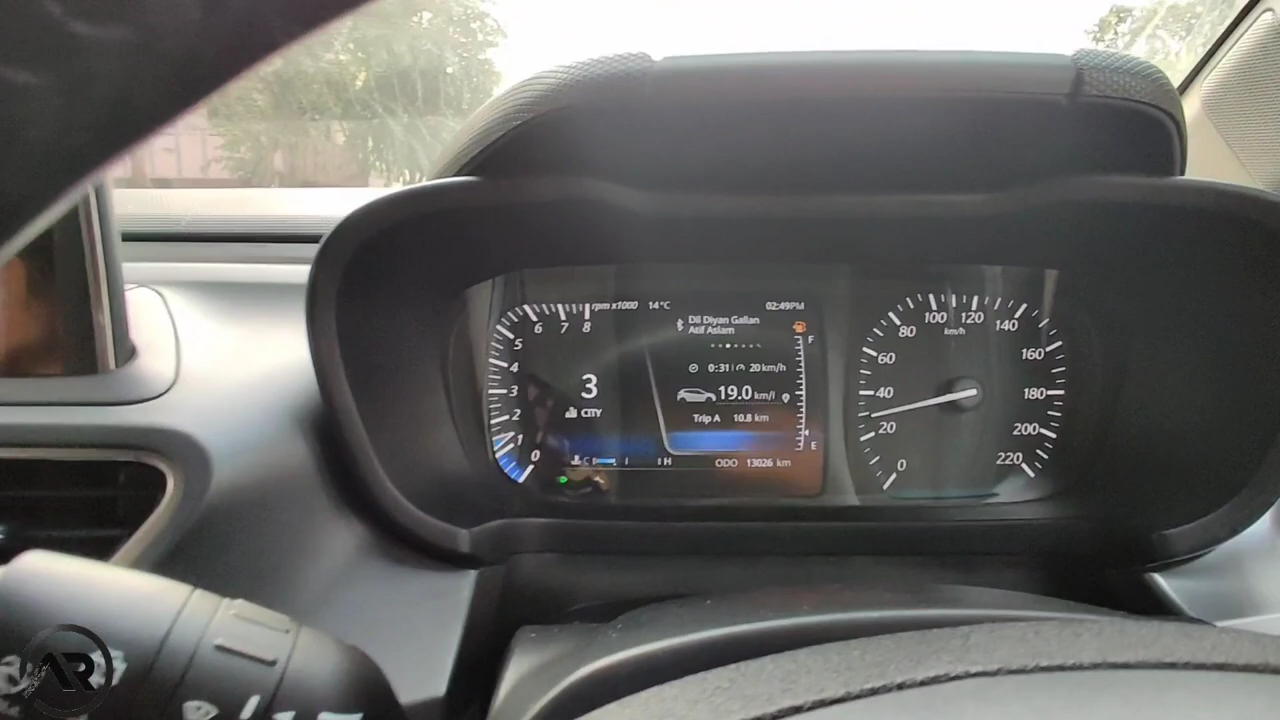 rpm x1000 14°C 02:49PM
Dil Diyan Gallan
Atif Aslam
0:31 20 km/h
19.0 km/l
Trip A 10.8 km
ODO 13026 km
3
CITY
C H
F
E
0 1 2 3 4 5 6 7 8
0 20 40 60 80 100 120 140 160 180 200 220
km/h
AR